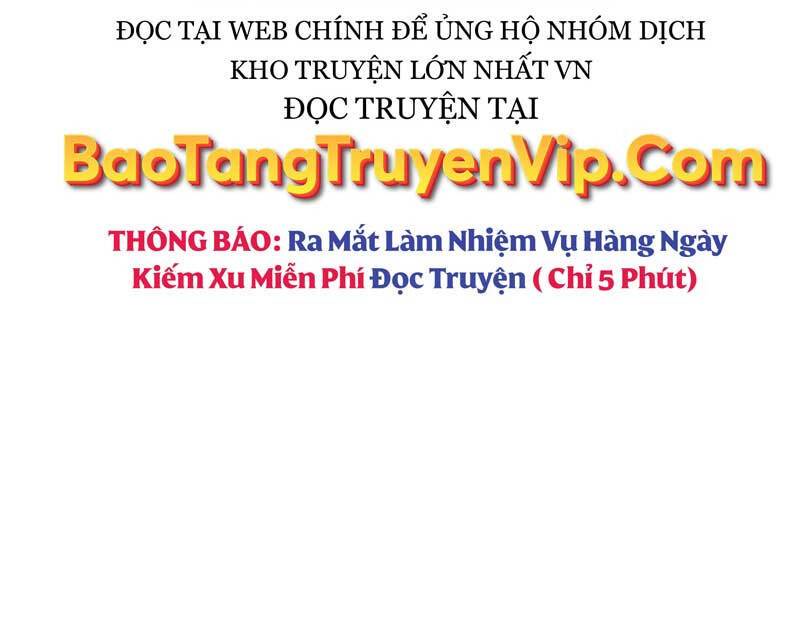 ĐỌC TẠI WEB CHÍNH ĐỂ ỦNG HỘ NHÓM DỊCH
KHO TRUYỆN LỚN NHẤT VN
ĐỌC TRUYỆN TẠI
BaoTangTruyenVip.Com
THÔNG BÁO: Ra Mắt Làm Nhiệm Vụ Hàng Ngày
Kiếm Xu Miễn Phí Đọc Truyện ( Chỉ 5 Phút)